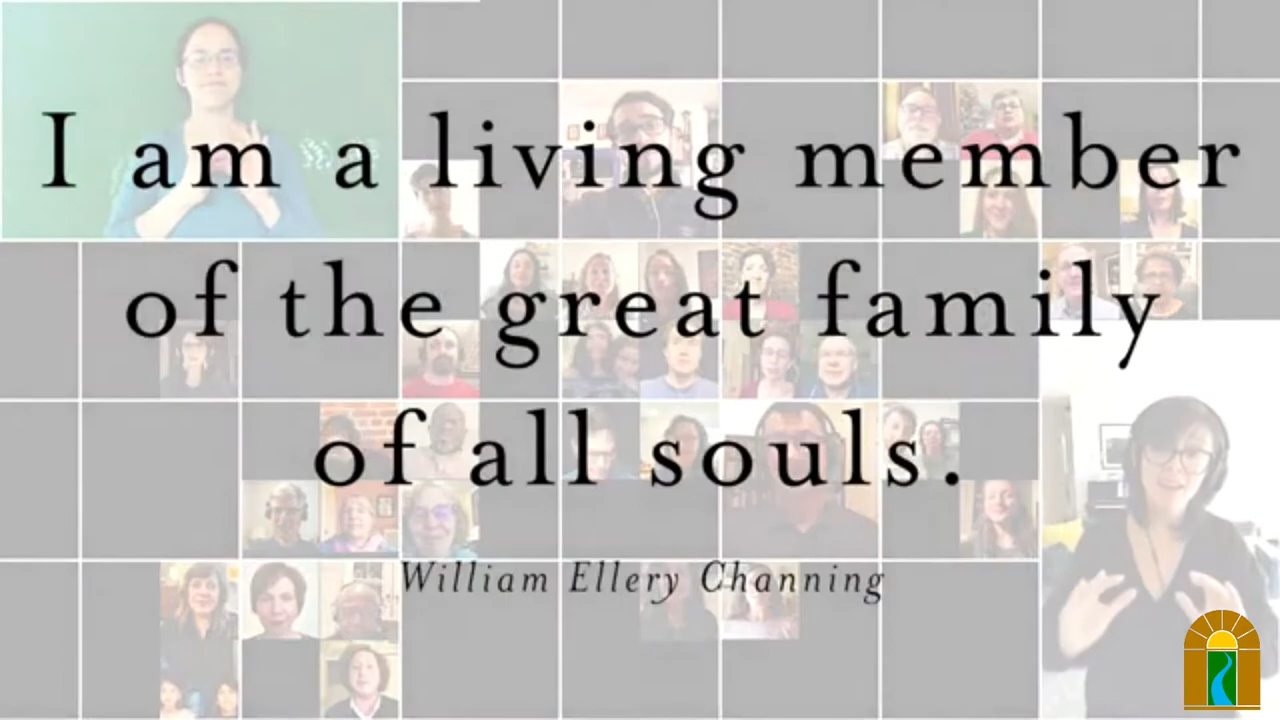 I am a living member
of the great family
of all souls.
William Ellery Channing